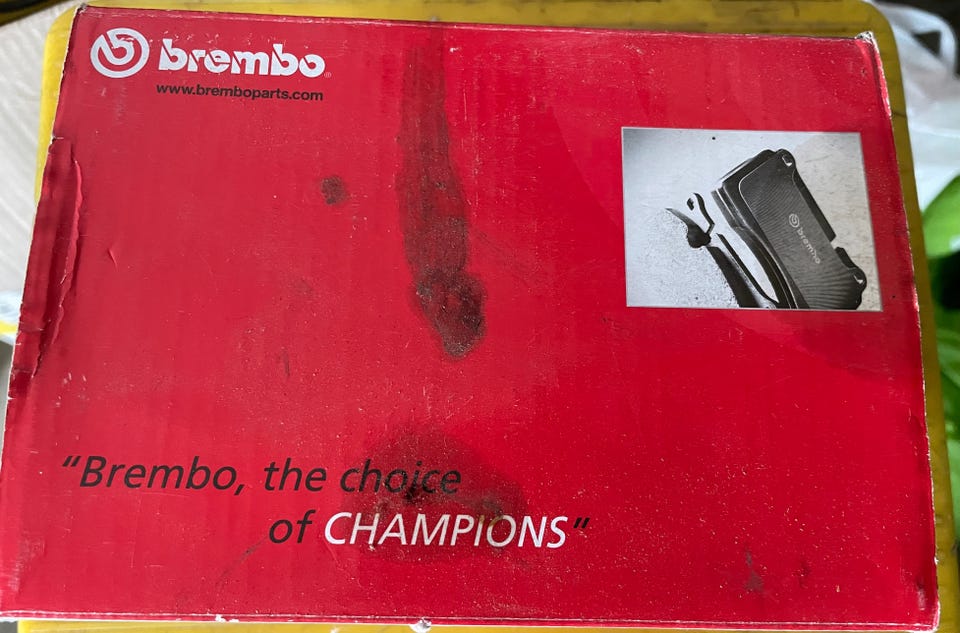 brembo
www.bremboparts.com
brembo
"Brembo, the choice
of CHAMPIONS"